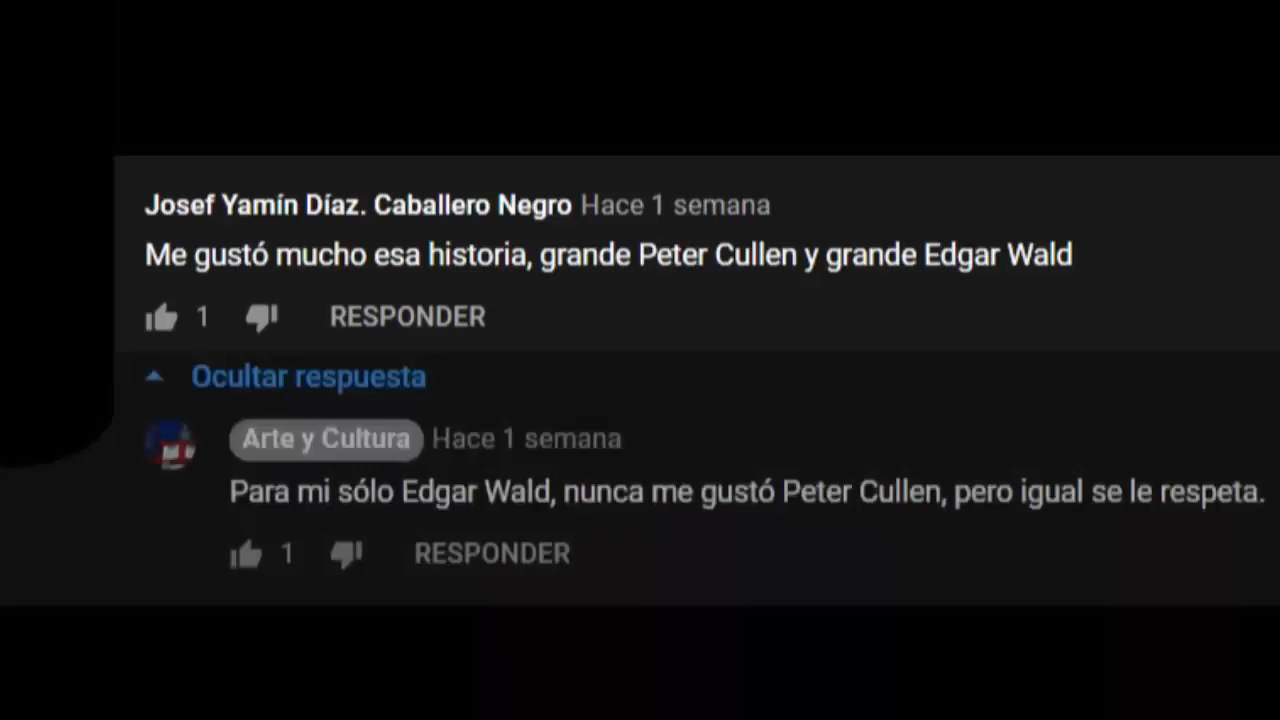 Josef Yamín Díaz. Caballero Negro Hace 1 semana
Me gustó mucho esa historia, grande Peter Cullen y grande Edgar Wald
1 RESPONDER
Ocultar respuesta
Arte y Cultura Hace 1 semana
Para mi sólo Edgar Wald, nunca me gustó Peter Cullen, pero igual se le respeta.
1 RESPONDER